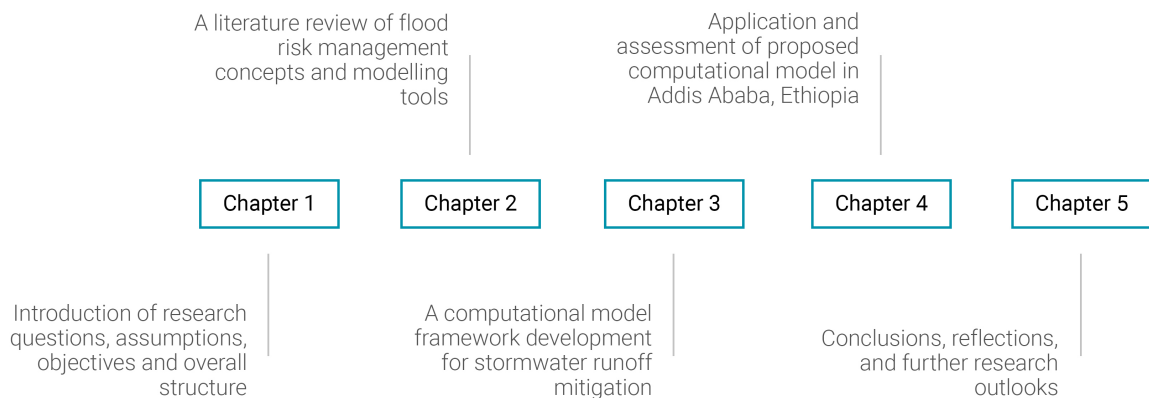 A literature review of flood
risk management
concepts and modelling
tools
Application and
assessment of proposed
computational model in
Addis Ababa, Ethiopia
Chapter 1
Chapter 2
Chapter 3
Chapter 4
Chapter 5
Introduction of research
questions, assumptions,
objectives and overall
structure
A computational model
framework development
for stormwater runoff
mitigation
Conclusions, reflections,
and further research
outlooks